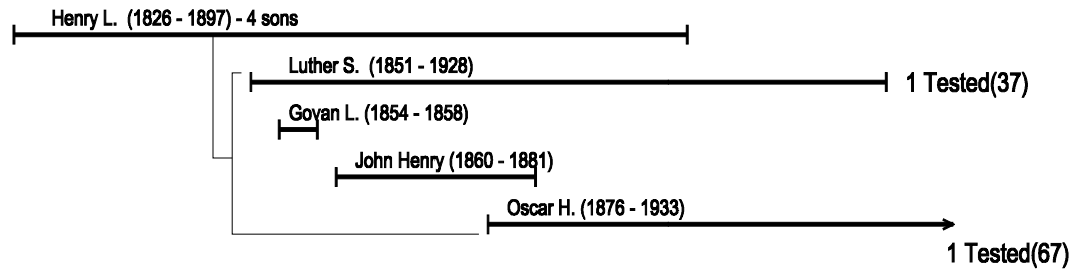 Henry L. (1826 - 1897) - 4 sons
Luther S. (1851 - 1928)
1 Tested(37)
Govan L. (1854 - 1858)
John Henry (1860 - 1881)
Oscar H. (1876 - 1933)
1 Tested(67)